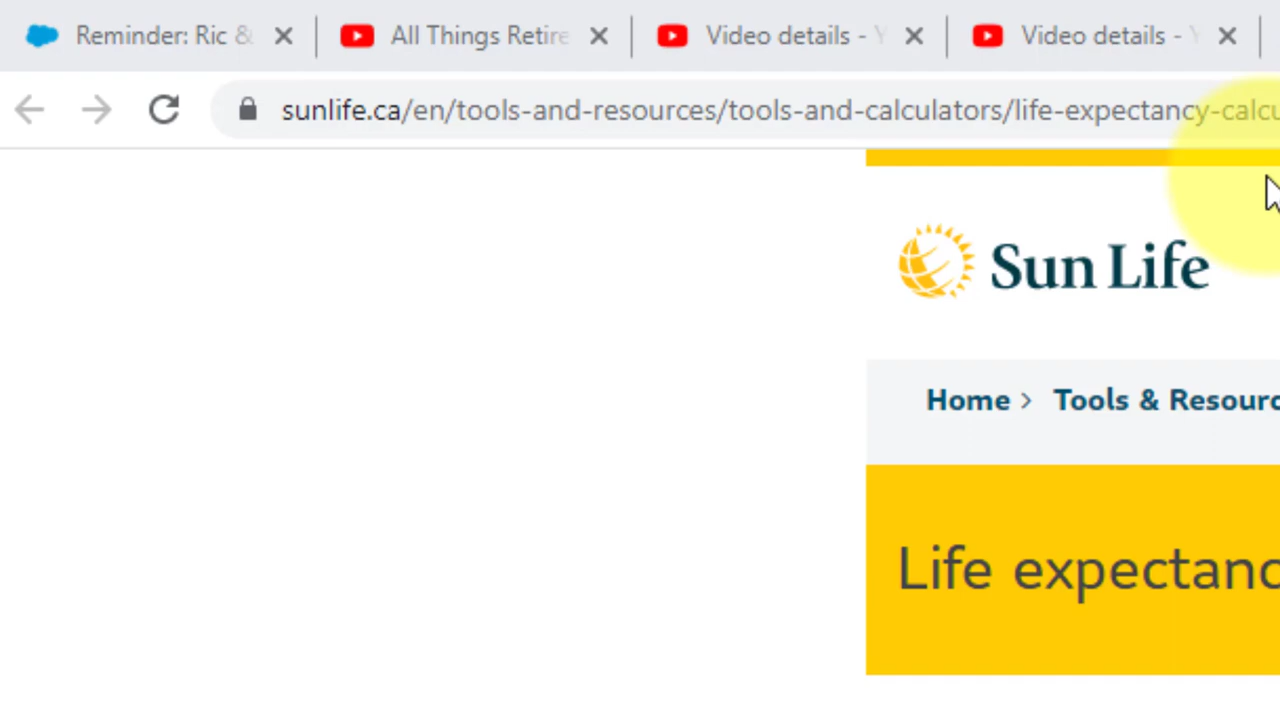 Reminder: Ric & All Things Retire Video details - Y Video details -
sunlife.ca/en/tools-and-resources/tools-and-calculators/life-expectancy-calcu
Sun Life
Home > Tools & Resourc
Life expectanc